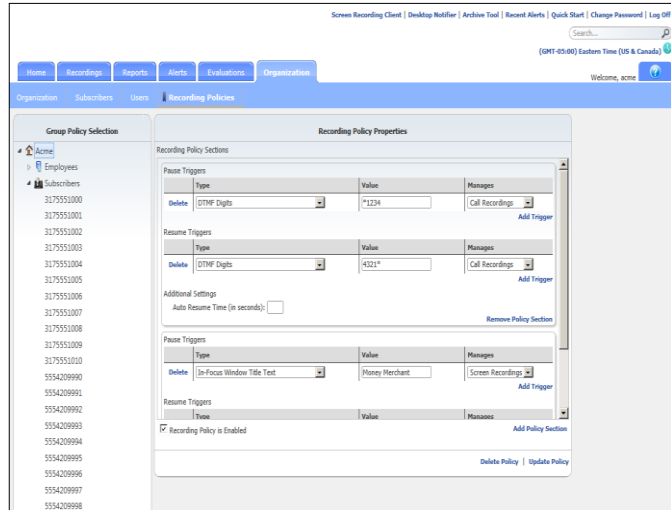 Screen Recording Client | Desktop Notifier | Archive Tool | Recent Alerts | Quick Start | Change Password | Log Off
Search...
(GMT-05:00) Eastern Time (US & Canada)
Home Recordings Reports Alerts Evaluations Organization
Welcome, acme
Organization Subscribers Users Recording Policies
Group Policy Selection
Acme
Employees
Subscribers
3175551000
3175551001
3175551002
3175551003
3175551004
3175551005
3175551006
3175551007
3175551008
3175551009
3175551010
5554209990
5554209991
5554209992
5554209993
5554209994
5554209995
5554209996
5554209997
5554209998
Recording Policy Properties
Recording Policy Sections
Pause Triggers
Type Value Manages
Delete DTMF Digits *1234 Call Recordings
Add Trigger
Resume Triggers
Type Value Manages
Delete DTMF Digits 4321* Call Recordings
Add Trigger
Additional Settings
Auto Resume Time (in seconds):
Remove Policy Section
Pause Triggers
Type Value Manages
Delete In-Focus Window Title Text Money Merchant Screen Recordings
Add Trigger
Resume Triggers
Type Value Manages
Recording Policy is Enabled
Add Policy Section
Delete Policy | Update Policy